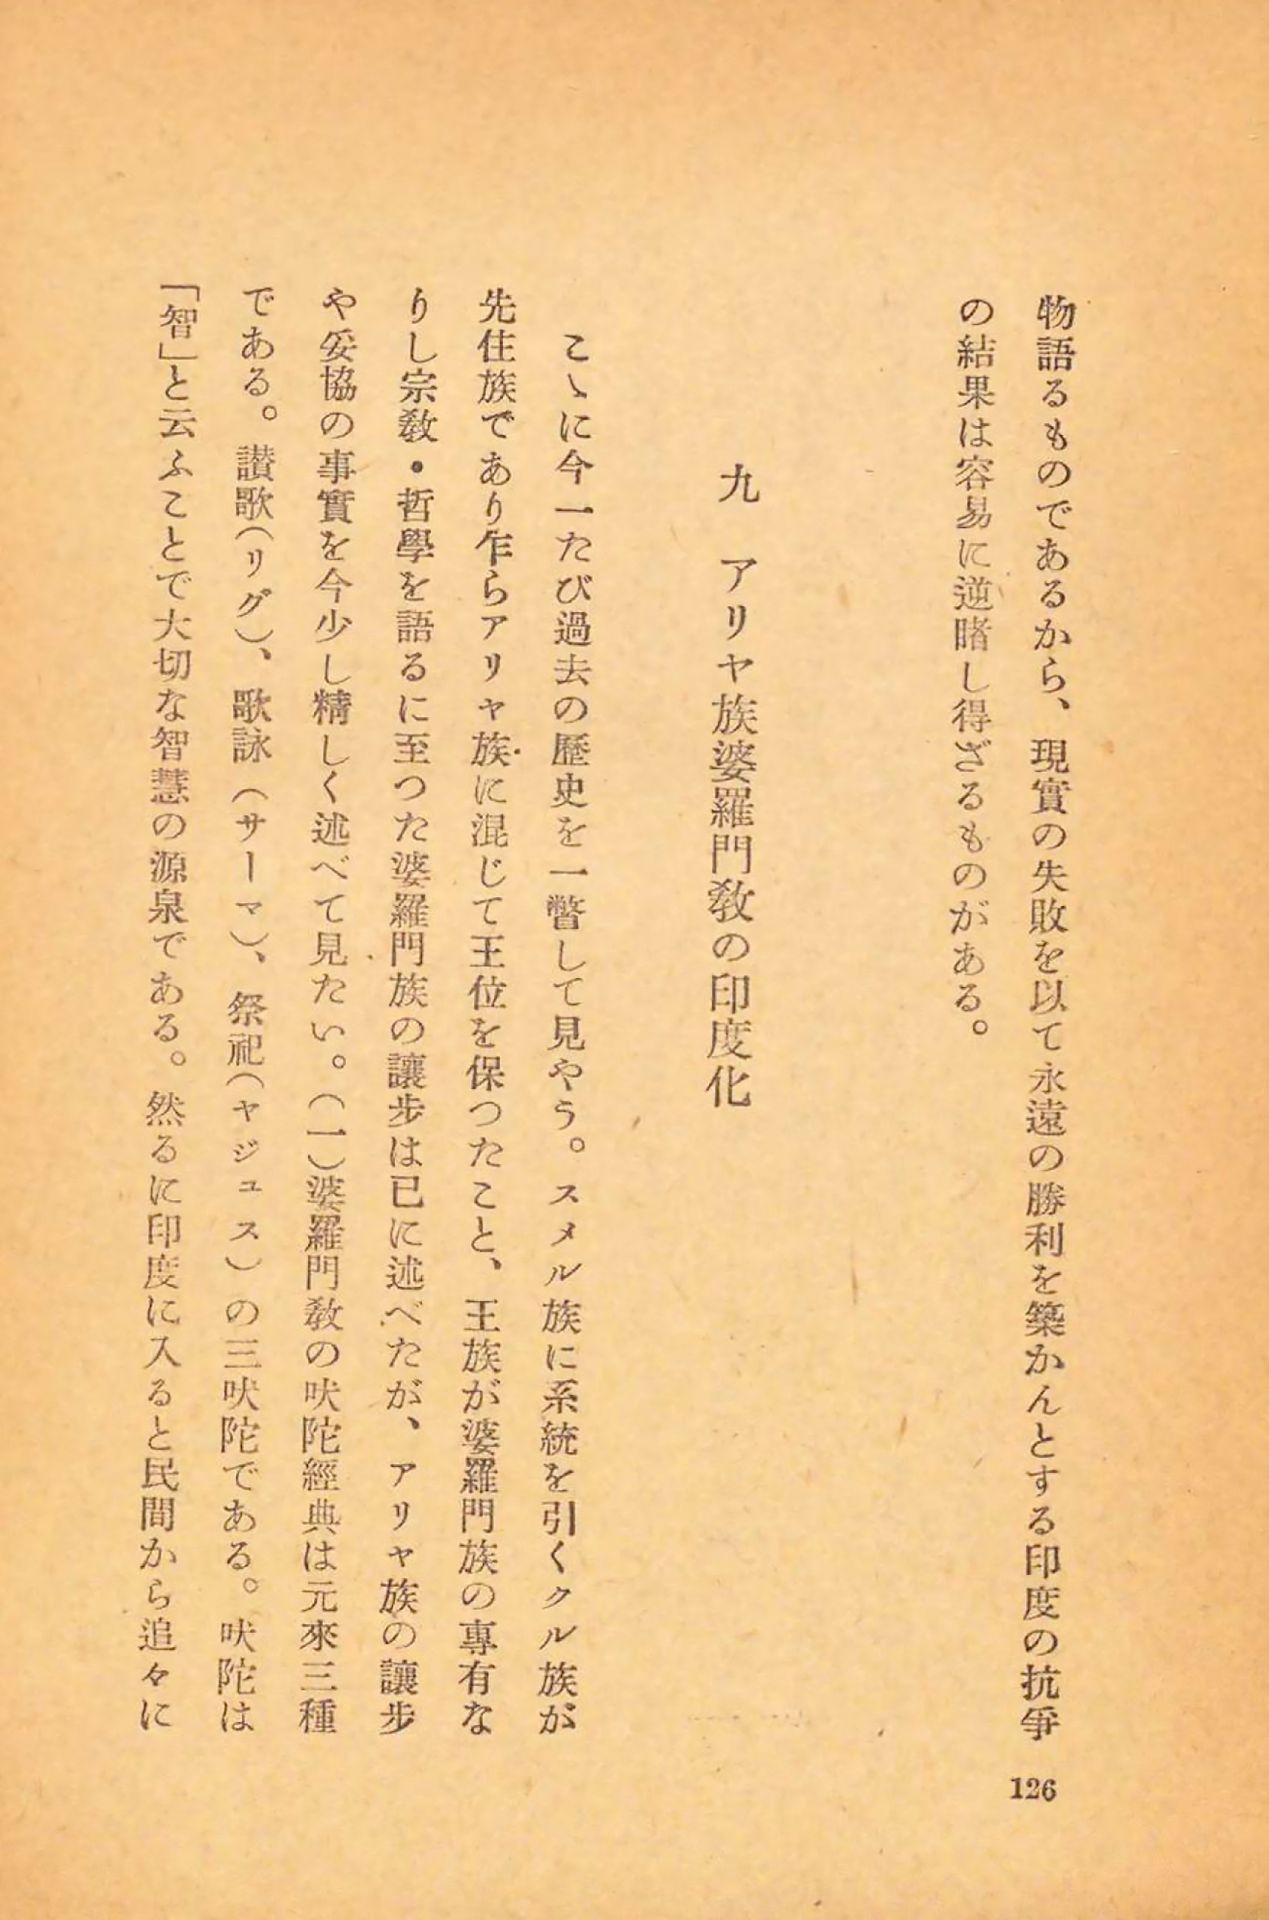 物語るものであるから、現實の失敗を以て永遠の勝利を築かんとする印度の抗爭
の結果は容易に逆睹し得ざるものがある。
九　アリヤ族婆羅門敎の印度化
こゝに今一たび過去の歷史を一瞥して見やう。スメル族に系統を引くクル族が
先住族であり乍らアリヤ族に混じて王位を保つたこと、王族が婆羅門族の專有な
りし宗敎・哲學を語るに至つた婆羅門族の讓步は已に述べたが、アリヤ族の讓步
や妥協の事實を今少し精しく述べて見たい。（一）婆羅門敎の吠陀經典は元來三種
である。讃歌（リグ）、歌詠（サーマ）、祭祀（ヤジュス）の三吠陀である。吠陀は
「智」と云ふことで大切な智慧の源泉である。然るに印度に入ると民間から追々に
126